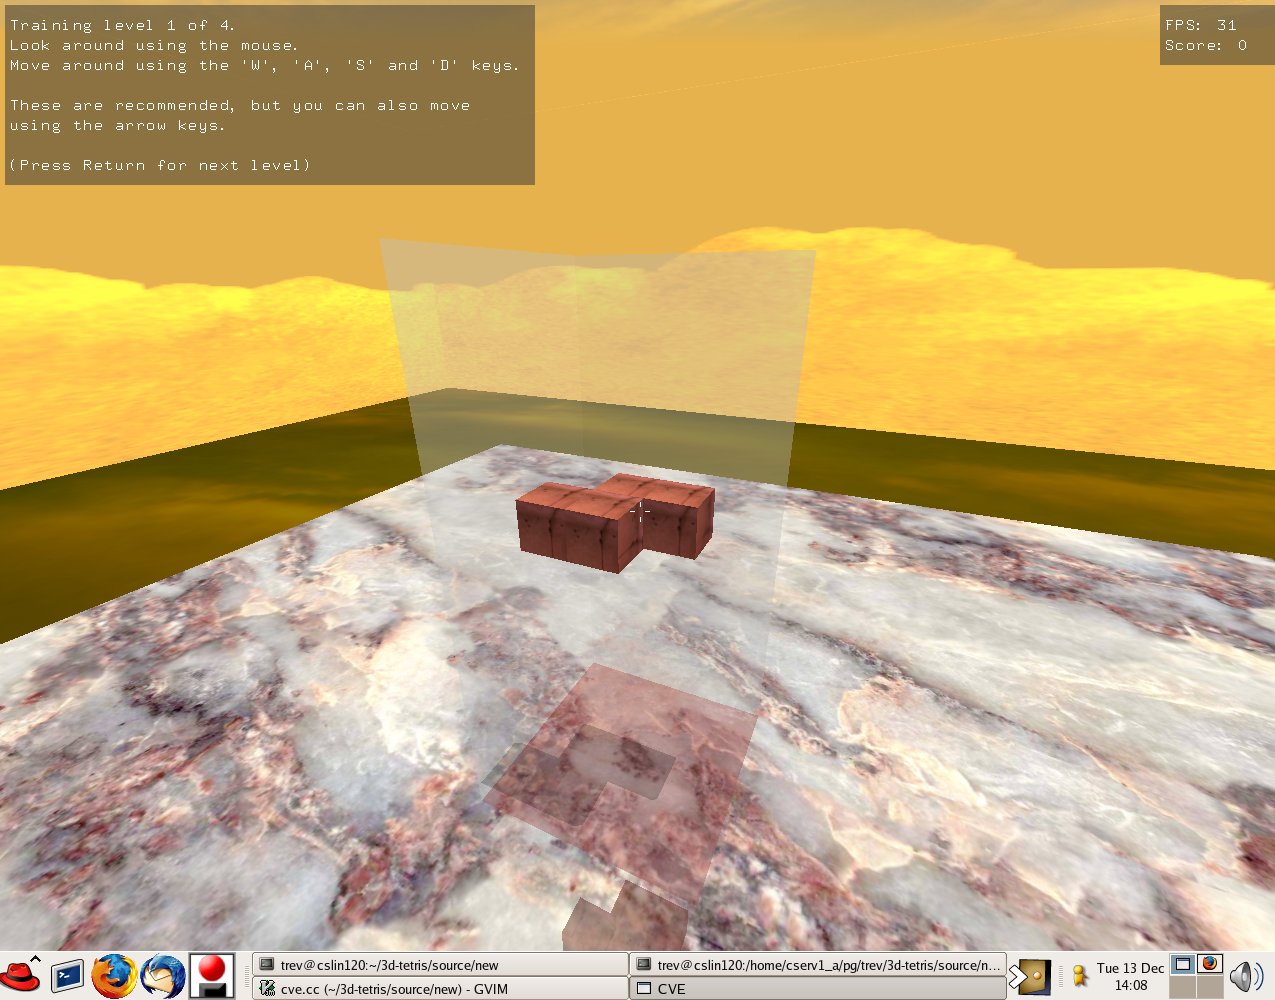 Training level 1 of 4.
Look around using the mouse.
Move around using the 'W', 'A', 'S' and 'D' keys.
These are recommended, but you can also move
using the arrow keys.
(Press Return for next level)
FPS: 31
Score: 0
trev@cslin120:~/3d-tetris/source/new
trev@cslin120:/home/cserv1_a/pg/trev/3d-tetris/source/n...
cve.cc (~/3d-tetris/source/new) - GVIM
CVE
Tue 13 Dec
14:08